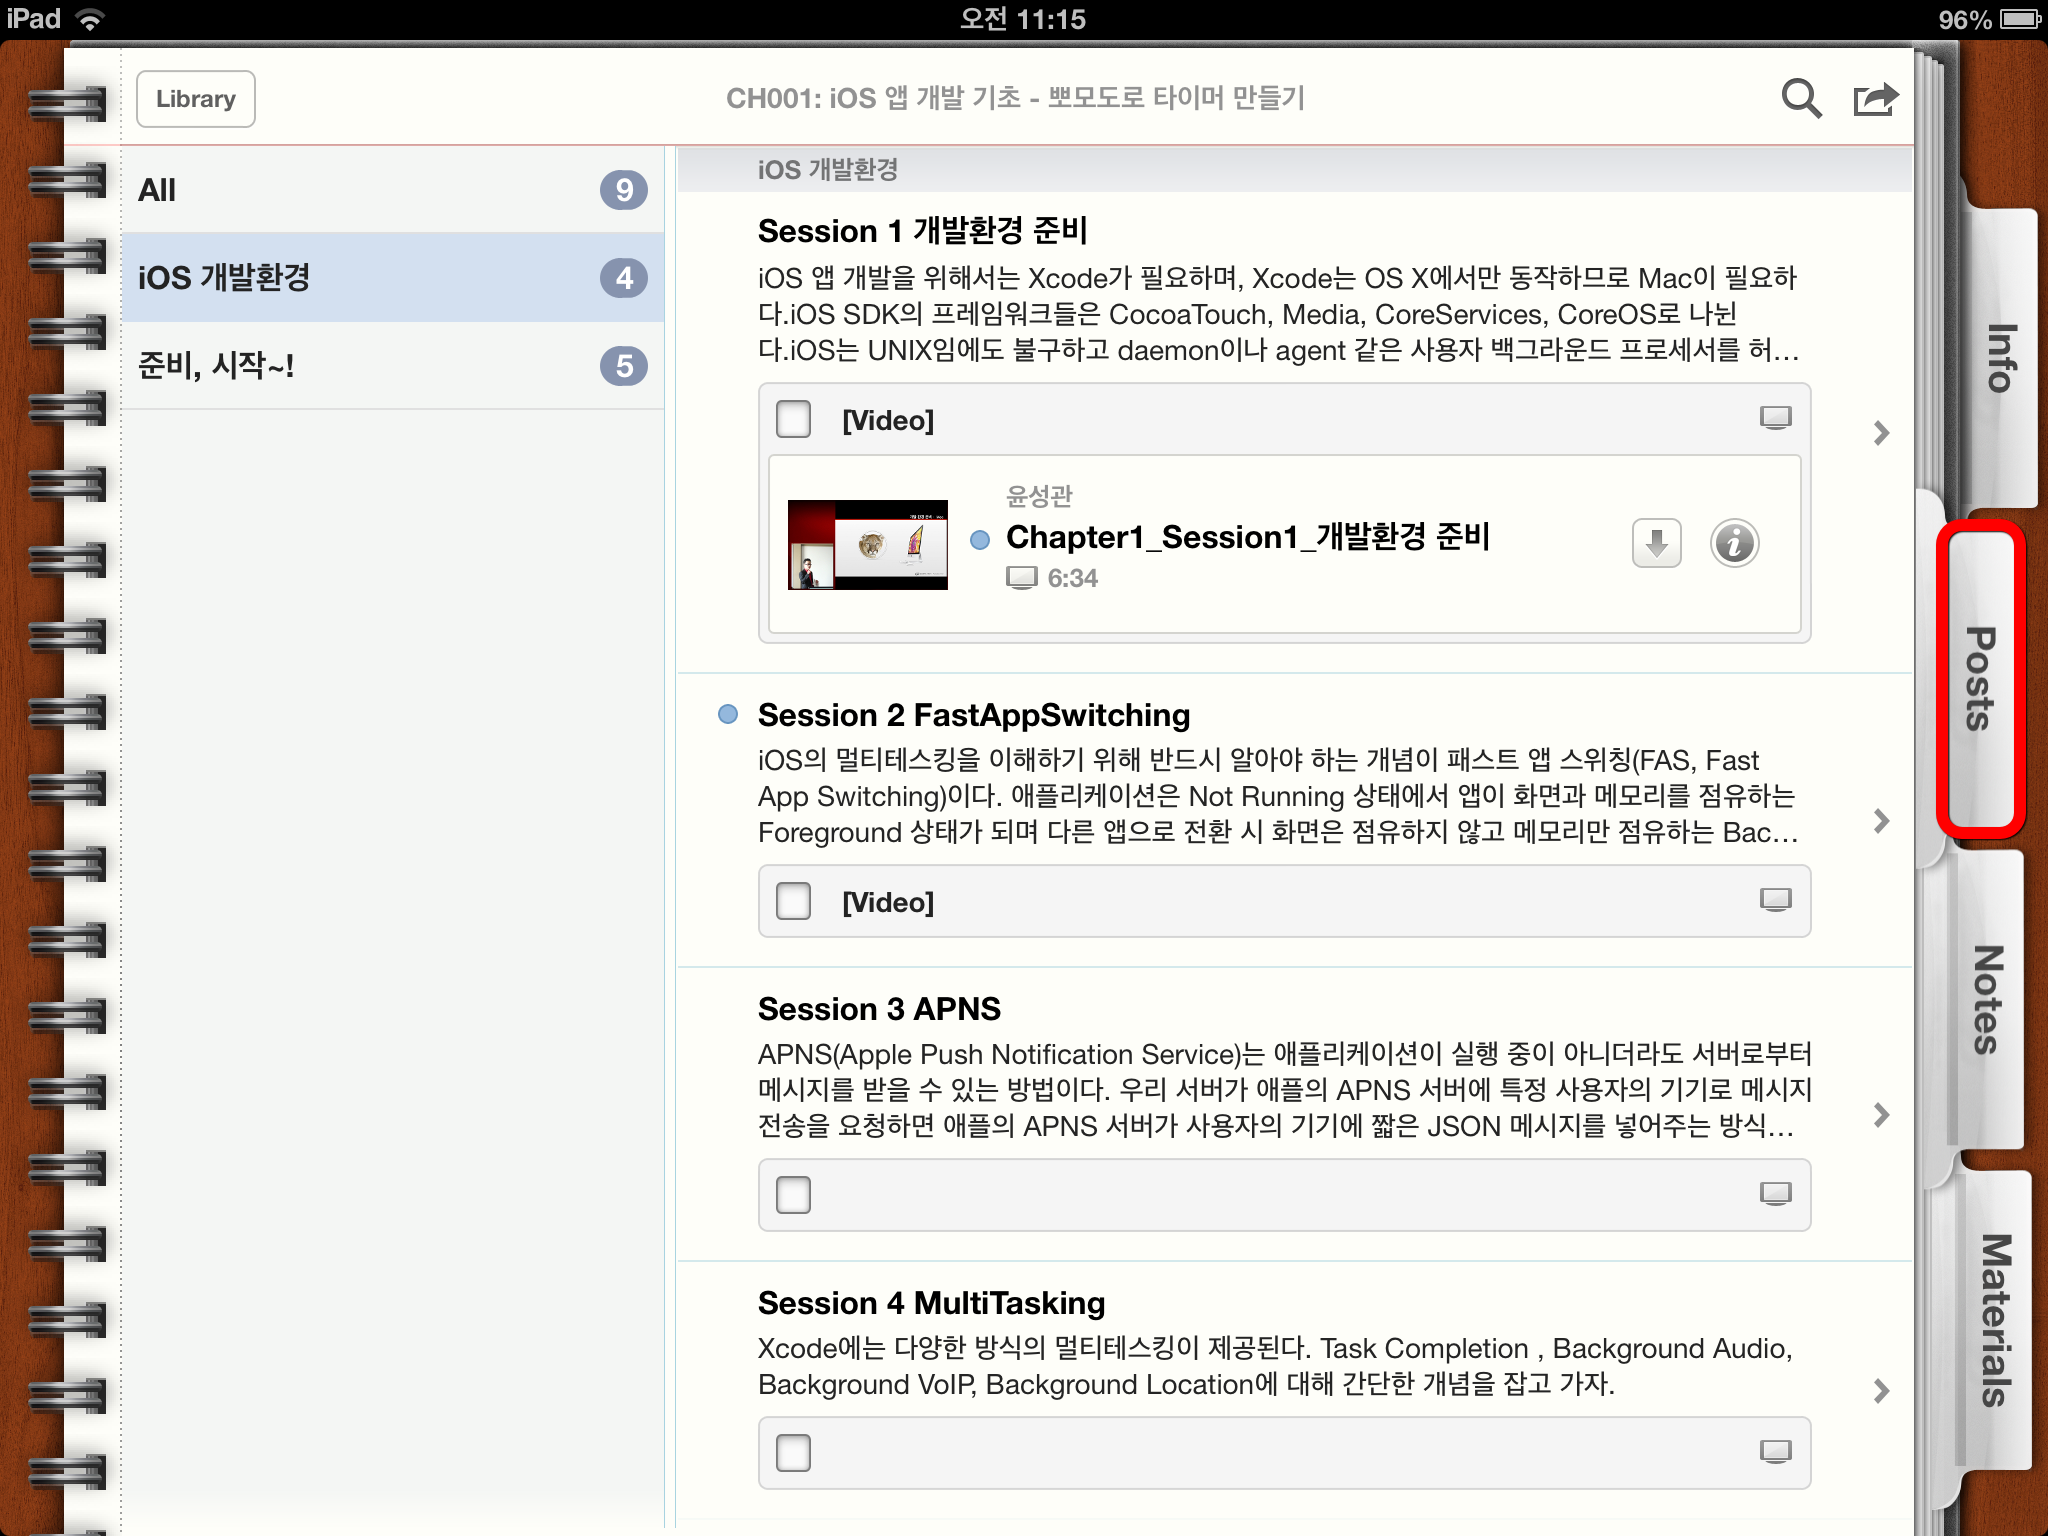 iPad
오전 11:15
96%
Library
CH001: iOS 앱 개발 기초 - 뽀모도로 타이머 만들기
All
9
iOS 개발환경
4
준비, 시작~!
5
iOS 개발환경
Session 1 개발환경 준비
iOS 앱 개발을 위해서는 Xcode가 필요하며, Xcode는 OS X에서만 동작하므로 Mac이 필요하
다.iOS SDK의 프레임워크들은 CocoaTouch, Media, CoreServices, CoreOS로 나뉜
다.iOS는 UNIX임에도 불구하고 daemon이나 agent 같은 사용자 백그라운드 프로세서를 허...
[Video]
윤성관
Chapter1_Session1_개발환경 준비
6:34
Session 2 FastAppSwitching
iOS의 멀티테스킹을 이해하기 위해 반드시 알아야 하는 개념이 패스트 앱 스위칭(FAS, Fast
App Switching)이다. 애플리케이션은 Not Running 상태에서 앱이 화면과 메모리를 점유하는
Foreground 상태가 되며 다른 앱으로 전환 시 화면은 점유하지 않고 메모리만 점유하는 Bac...
[Video]
Session 3 APNS
APNS(Apple Push Notification Service)는 애플리케이션이 실행 중이 아니더라도 서버로부터
메시지를 받을 수 있는 방법이다. 우리 서버가 애플의 APNS 서버에 특정 사용자의 기기로 메시지
전송을 요청하면 애플의 APNS 서버가 사용자의 기기에 짧은 JSON 메시지를 넣어주는 방식...
Session 4 MultiTasking
Xcode에는 다양한 방식의 멀티테스킹이 제공된다. Task Completion , Background Audio,
Background VoIP, Background Location에 대해 간단한 개념을 잡고 가자.
Info
Posts
Notes
Materials